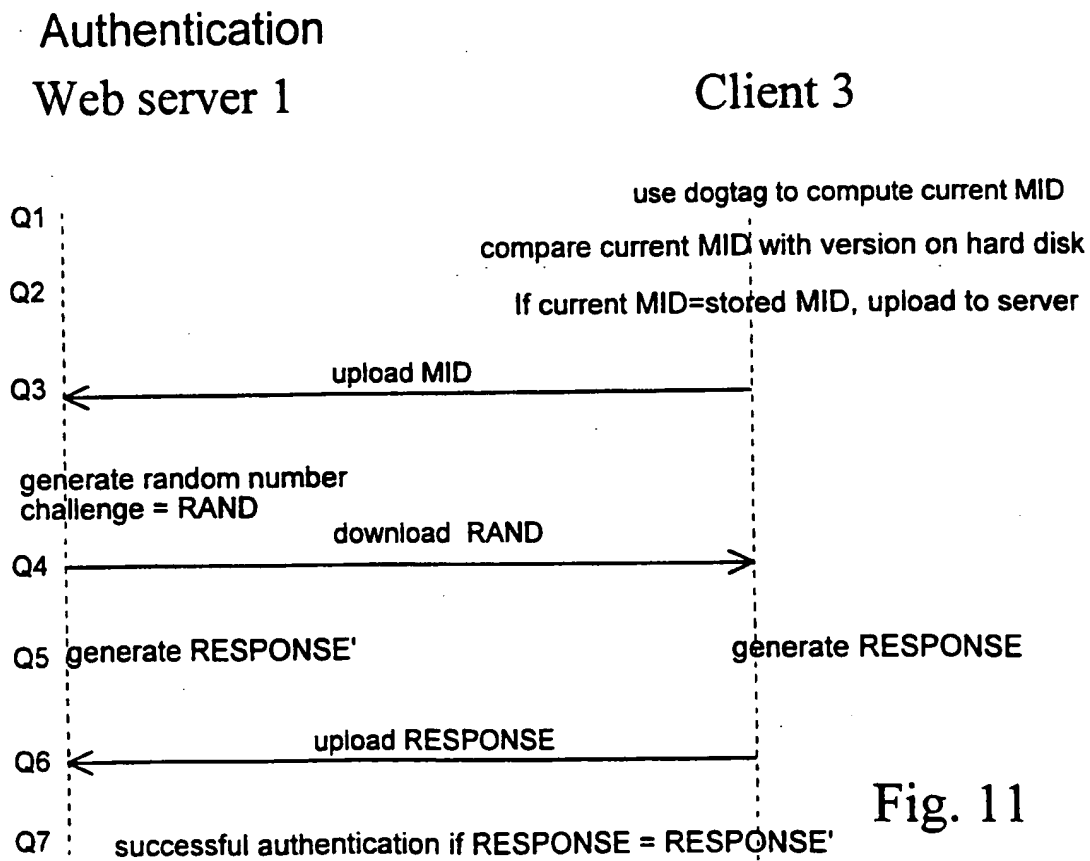 Authentication
Web server 1
Client 3
use dogtag to compute current MID
Q1
compare current MID with version on hard disk
Q2
If current MID=stored MID, upload to server
upload MID
Q3
generate random number
challenge = RAND
download RAND
Q4
Q5 generate RESPONSE'
generate RESPONSE
upload RESPONSE
Q6
Fig. 11
Q7 successful authentication if RESPONSE = RESPONSE'